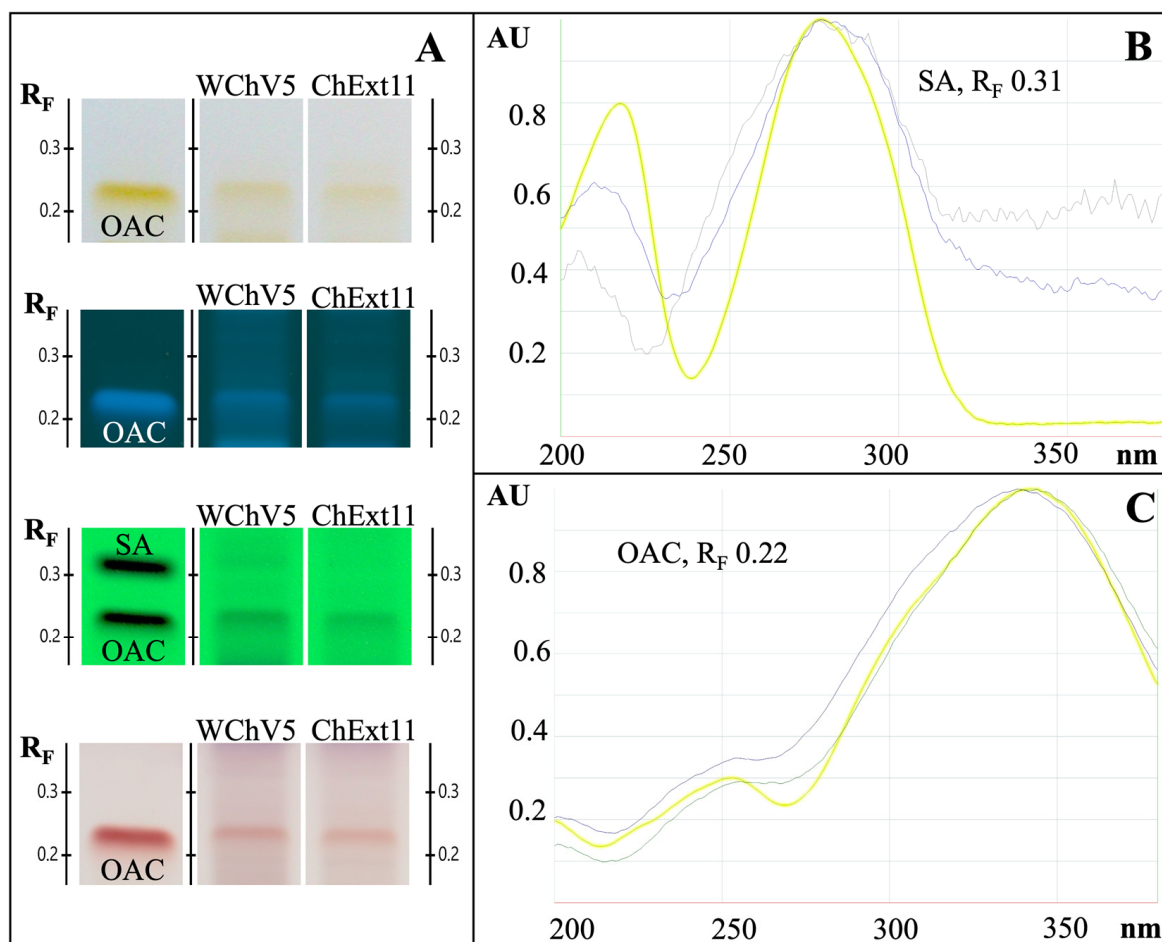 A
R_F
WChV5 ChExt11
0.3 0.3
0.2 0.2
OAC
R_F
WChV5 ChExt11
0.3 0.3
0.2 0.2
OAC
R_F
WChV5 ChExt11
SA
0.3 0.3
0.2 0.2
OAC
R_F
WChV5 ChExt11
0.3 0.3
0.2 0.2
OAC
AU
B
SA, R_F 0.31
0.8
0.6
0.4
0.2
200 250 300 350 nm
AU
C
OAC, R_F 0.22
0.8
0.6
0.4
0.2
200 250 300 350 nm